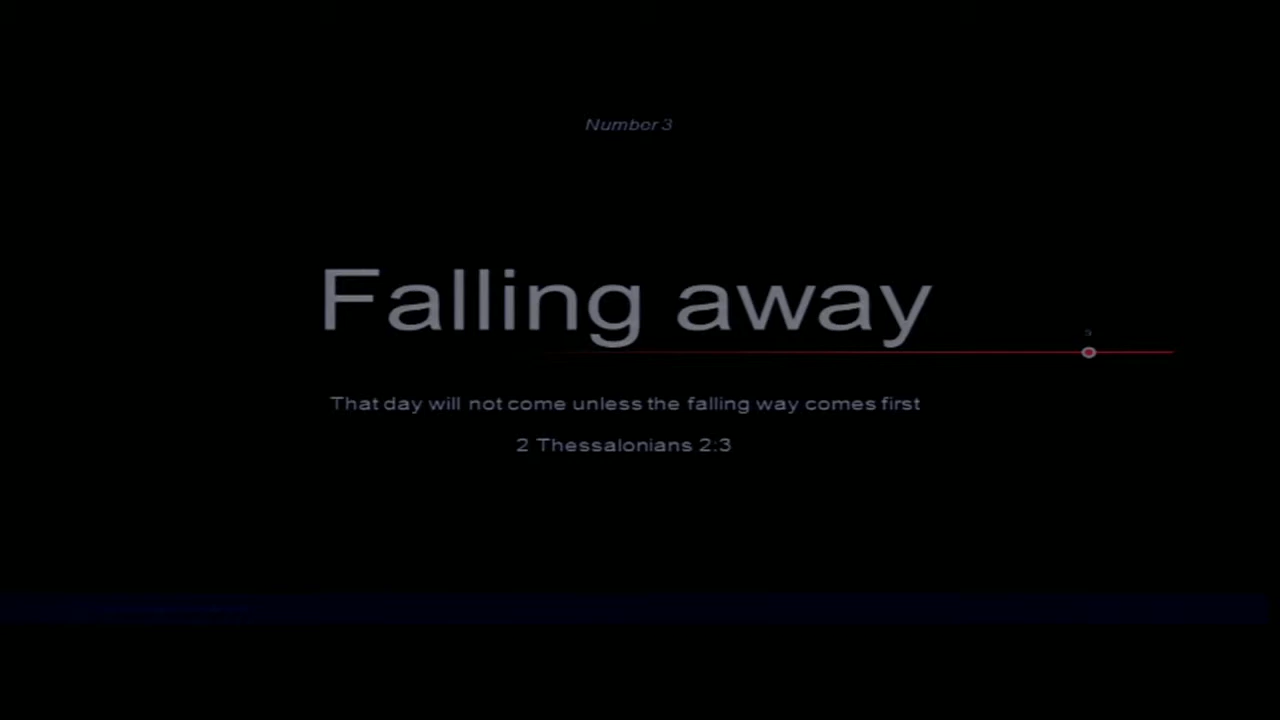 Number 3
Falling away
5
That day will not come unless the falling way comes first
2 Thessalonians 2:3